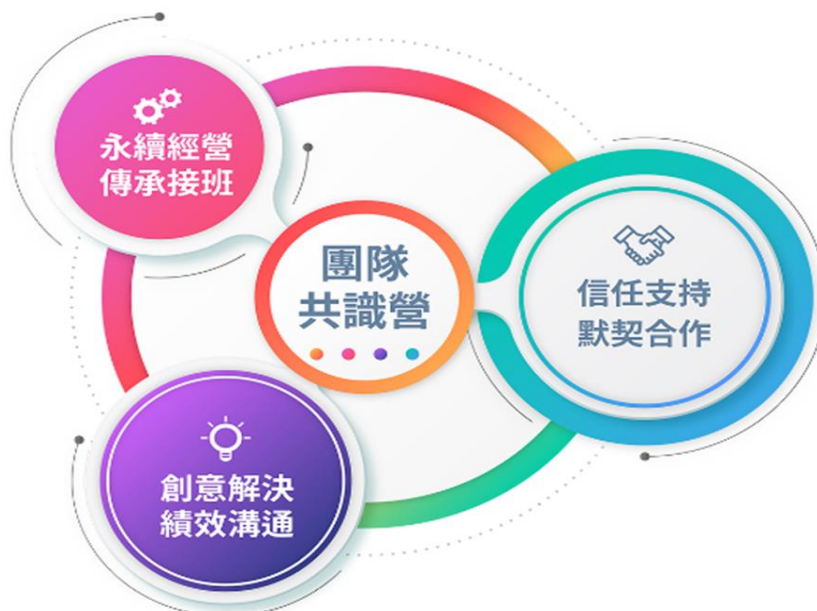 永續經營
傳承接班
團隊
共識營
信任支持
默契合作
創意解決
績效溝通